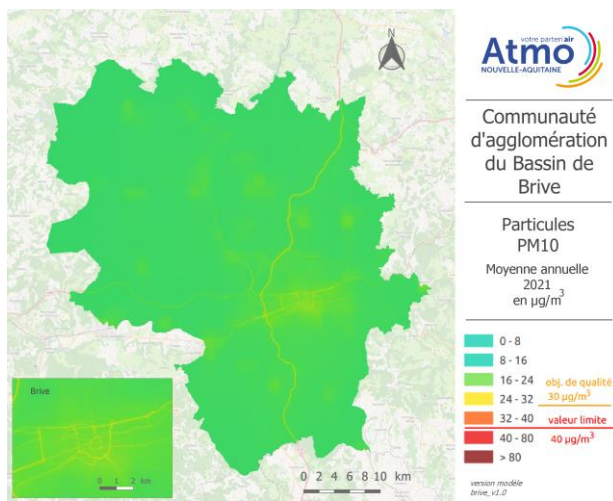 votre parten'air
Atmo
NOUVELLE-AQUITAINE
Communauté
d'agglomération
du Bassin de
Brive
Particules
PM10
Moyenne annuelle
2021
en µg/m³
0 - 8
8 - 16
16 - 24
24 - 32
32 - 40
40 - 80
> 80
obj. de qualité
30 µg/m³
valeur limite
40 µg/m³
version modèle
brive_v1.0
Brive
0 1 2 km
0 2 4 6 8 10 km